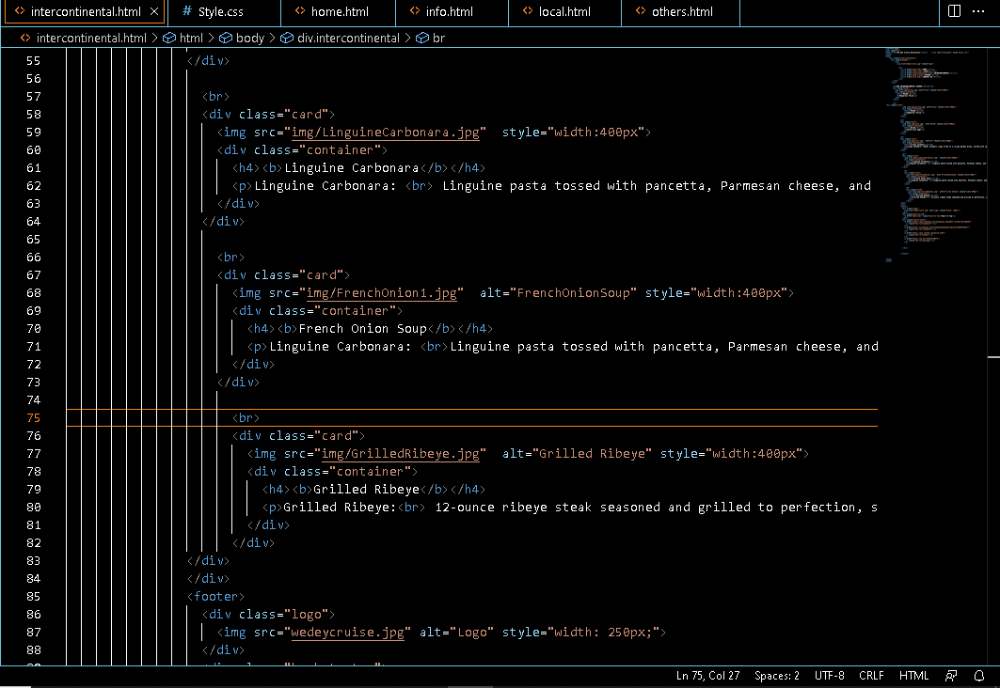 intercontinental.html × # Style.css home.html info.html local.html others.html ···
intercontinental.html > html > body > div.intercontinental > br
55 </div>
56
57 <br>
58 <div class="card">
59 <img src="img/LinguineCarbonara.jpg" style="width:400px">
60 <div class="container">
61 <h4><b>Linguine Carbonara</b></h4>
62 <p>Linguine Carbonara: <br> Linguine pasta tossed with pancetta, Parmesan cheese, and
63 </div>
64 </div>
65
66 <br>
67 <div class="card">
68 <img src="img/FrenchOnion1.jpg" alt="FrenchOnionSoup" style="width:400px">
69 <div class="container">
70 <h4><b>French Onion Soup</b></h4>
71 <p>Linguine Carbonara: <br>Linguine pasta tossed with pancetta, Parmesan cheese, and
72 </div>
73 </div>
74
75 <br>
76 <div class="card">
77 <img src="img/GrilledRibeye.jpg" alt="Grilled Ribeye" style="width:400px">
78 <div class="container">
79 <h4><b>Grilled Ribeye</b></h4>
80 <p>Grilled Ribeye:<br> 12-ounce ribeye steak seasoned and grilled to perfection, s
81 </div>
82 </div>
83 </div>
84 </div>
85 <footer>
86 <div class="logo">
87 <img src="wedeycruise.jpg" alt="Logo" style="width: 250px;">
88 </div>
Ln 75, Col 27 Spaces: 2 UTF-8 CRLF HTML